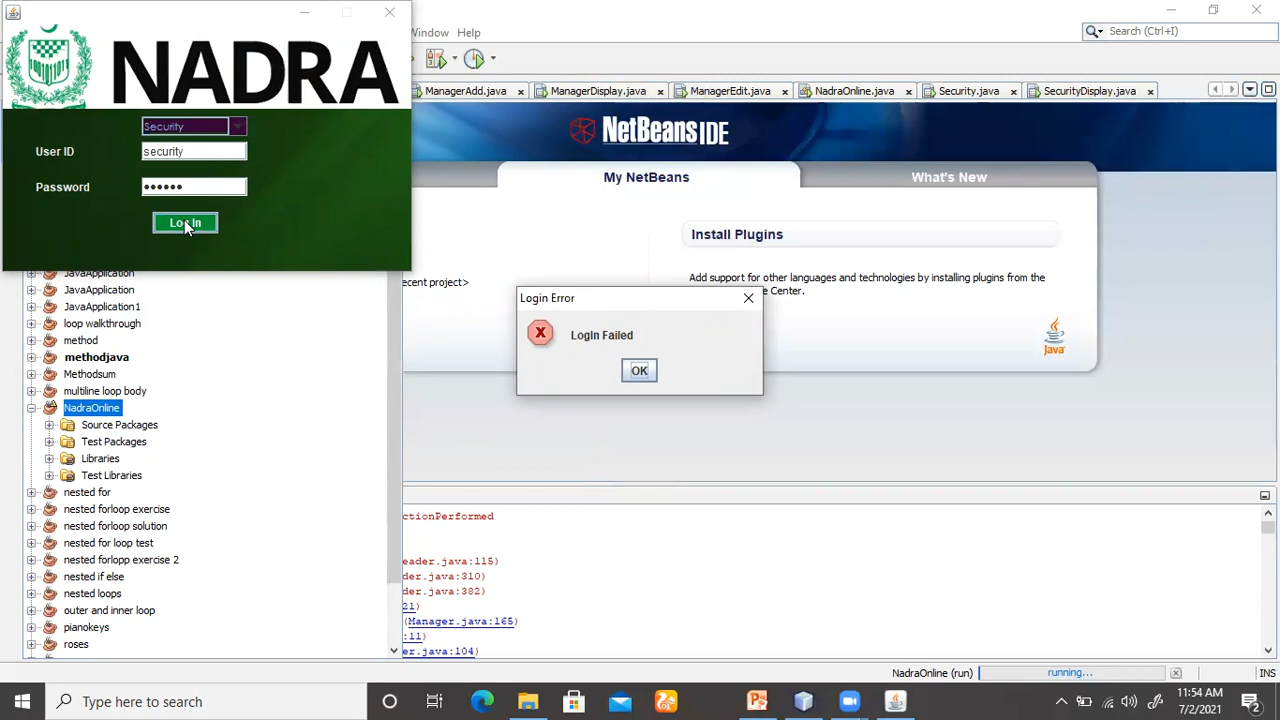 NADRA
Security
User ID
security
Password
••••••
Log In
Window
Help
Search (Ctrl+I)
ManagerAdd.java
ManagerDisplay.java
ManagerEdit.java
NadraOnline.java
Security.java
SecurityDisplay.java
NetBeans IDE
My NetBeans
What's New
Install Plugins
Add support for other languages and technologies by installing plugins from the
e Center.
ecent project>
Login Error
LogIn Failed
OK
Java
JavaApplication
JavaApplication
JavaApplication1
loop walkthrough
method
methodjava
Methodsum
multiline loop body
NadraOnline
Source Packages
Test Packages
Libraries
Test Libraries
nested for
nested forloop exercise
nested forloop solution
nested for loop test
nested forlopp exercise 2
nested if else
nested loops
outer and inner loop
pianokeys
roses
ctionPerformed
eader.java:115)
der.java:310)
der.java:382)
21)
(Manager.java:165)
:11)
er.java:104)
NadraOnline (run)
running...
INS
Type here to search
11:54 AM
7/2/2021
2